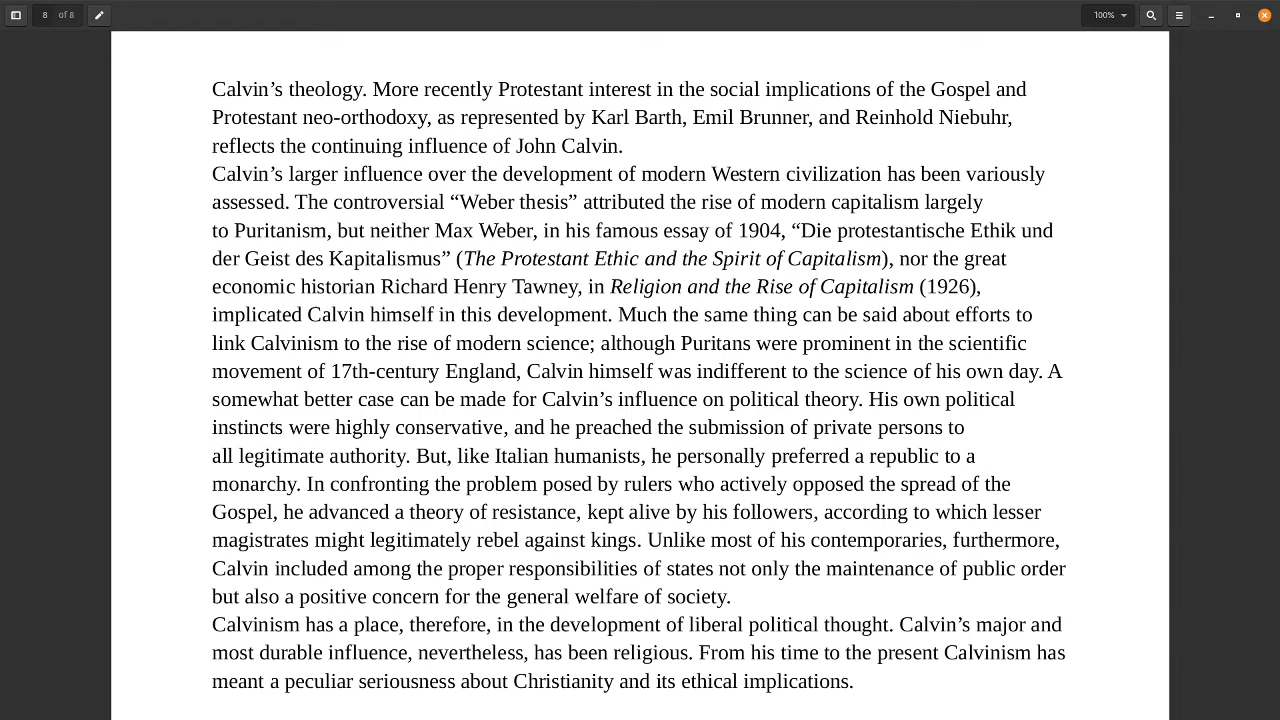 8 of 8
100%
Calvin’s theology. More recently Protestant interest in the social implications of the Gospel and
Protestant neo-orthodoxy, as represented by Karl Barth, Emil Brunner, and Reinhold Niebuhr,
reflects the continuing influence of John Calvin.
Calvin’s larger influence over the development of modern Western civilization has been variously
assessed. The controversial “Weber thesis” attributed the rise of modern capitalism largely
to Puritanism, but neither Max Weber, in his famous essay of 1904, “Die protestantische Ethik und
der Geist des Kapitalismus” (The Protestant Ethic and the Spirit of Capitalism), nor the great
economic historian Richard Henry Tawney, in Religion and the Rise of Capitalism (1926),
implicated Calvin himself in this development. Much the same thing can be said about efforts to
link Calvinism to the rise of modern science; although Puritans were prominent in the scientific
movement of 17th-century England, Calvin himself was indifferent to the science of his own day. A
somewhat better case can be made for Calvin’s influence on political theory. His own political
instincts were highly conservative, and he preached the submission of private persons to
all legitimate authority. But, like Italian humanists, he personally preferred a republic to a
monarchy. In confronting the problem posed by rulers who actively opposed the spread of the
Gospel, he advanced a theory of resistance, kept alive by his followers, according to which lesser
magistrates might legitimately rebel against kings. Unlike most of his contemporaries, furthermore,
Calvin included among the proper responsibilities of states not only the maintenance of public order
but also a positive concern for the general welfare of society.
Calvinism has a place, therefore, in the development of liberal political thought. Calvin’s major and
most durable influence, nevertheless, has been religious. From his time to the present Calvinism has
meant a peculiar seriousness about Christianity and its ethical implications.